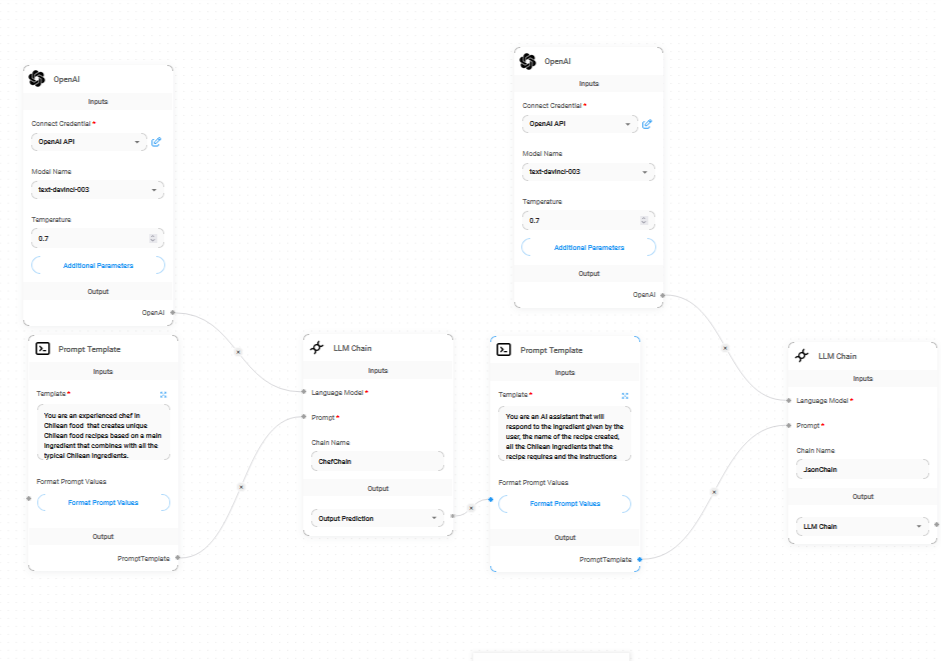 OpenAI
Inputs
Connect Credential *
OpenAI API
Model Name
text-davinci-003
Temperature
0.7
Additional Parameters
Output
OpenAI
Prompt Template
Inputs
Template *
You are an experienced chef in
Chilean food that creates unique
Chilean food recipes based on a main
ingredient that combines with all the
typical Chilean ingredients.
Format Prompt Values
Format Prompt Values
Output
PromptTemplate
LLM Chain
Inputs
Language Model *
Prompt *
Chain Name
ChefChain
Output
Output Prediction
OpenAI
Inputs
Connect Credential *
OpenAI API
Model Name
text-davinci-003
Temperature
0.7
Additional Parameters
Output
OpenAI
Prompt Template
Inputs
Template *
You are an AI assistant that will
respond to the ingredient given by the
user, the name of the recipe created,
all the Chilean ingredients that the
recipe requires and the instructions
Format Prompt Values
Format Prompt Values
Output
PromptTemplate
LLM Chain
Inputs
Language Model *
Prompt *
Chain Name
JsonChain
Output
LLM Chain